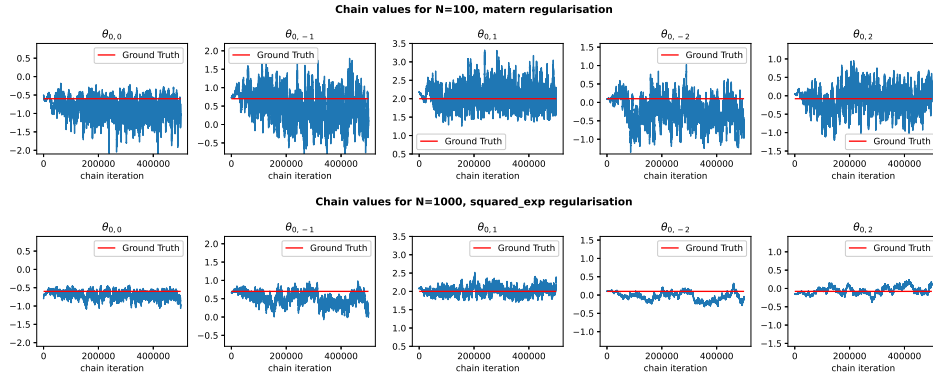 Chain values for N=100, matern regularisation
θ0,0 θ0,−1 θ0,1 θ0,−2 θ0,2
Ground Truth Ground Truth Ground Truth Ground Truth Ground Truth
0.5 0.0 −0.5 −1.0 −1.5 −2.0
2.0 1.5 1.0 0.5 0.0 −0.5
3.5 3.0 2.5 2.0 1.5 1.0 0.5
1.5 1.0 0.5 0.0 −0.5 −1.0
1.0 0.5 0.0 −0.5 −1.0 −1.5
0 200000 400000 0 200000 400000 0 200000 400000 0 200000 400000 0 200000 400000
chain iteration chain iteration chain iteration chain iteration chain iteration
Chain values for N=1000, squared_exp regularisation
θ0,0 θ0,−1 θ0,1 θ0,−2 θ0,2
Ground Truth Ground Truth Ground Truth Ground Truth Ground Truth
0.5 0.0 −0.5 −1.0 −1.5 −2.0
2.0 1.5 1.0 0.5 0.0 −0.5
3.5 3.0 2.5 2.0 1.5 1.0 0.5
1.5 1.0 0.5 0.0 −0.5 −1.0
1.0 0.5 0.0 −0.5 −1.0 −1.5
0 200000 400000 0 200000 400000 0 200000 400000 0 200000 400000 0 200000 400000
chain iteration chain iteration chain iteration chain iteration chain iteration